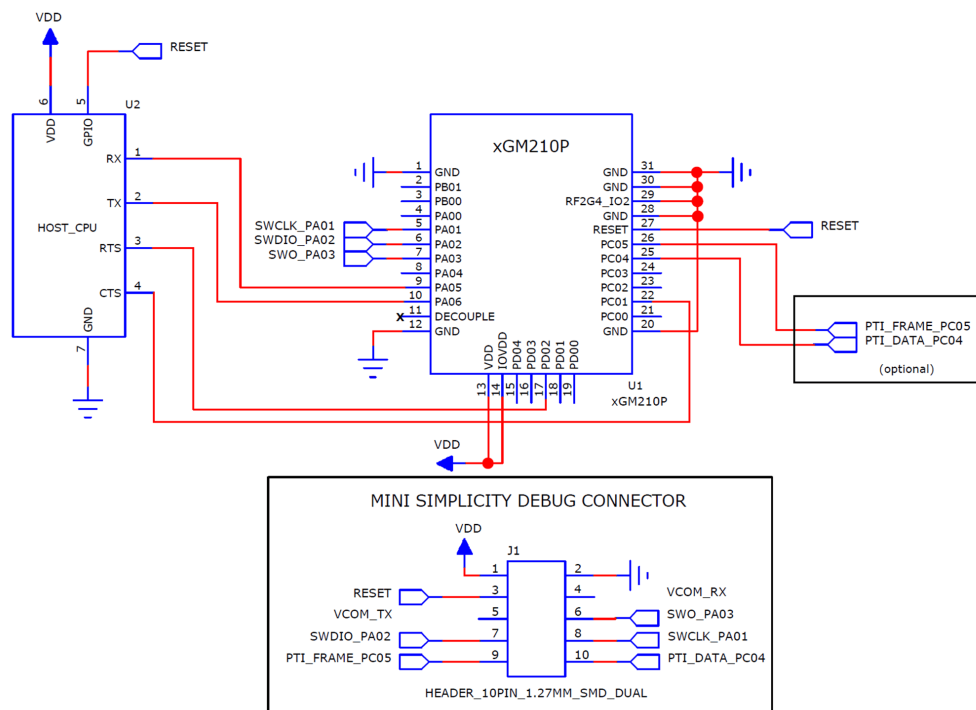 VDD
RESET
6
5
U2
VDD
GPIO
RX
1
TX
2
HOST_CPU
RTS
3
CTS
4
GND
7
xGM210P
1
GND
2
PB01
3
PB00
4
PA00
SWCLK_PA01
5
PA01
SWDIO_PA02
6
PA02
SWO_PA03
7
PA03
8
PA04
9
PA05
10
PA06
X
11
DECOUPLE
12
GND
GND
31
GND
30
RF2G4_IO2
29
GND
28
RESET
27
RESET
PC05
26
PC04
25
PC03
24
PC02
23
PC01
22
PC00
21
GND
20
VDD
IOVDD
PD04
PD03
PD02
PD01
PD00
13
14
15
16
17
18
19
U1
xGM210P
PTI_FRAME_PC05
PTI_DATA_PC04
(optional)
VDD
MINI SIMPLICITY DEBUG CONNECTOR
VDD
J1
1
2
RESET
3
4
VCOM_RX
VCOM_TX
5
6
SWO_PA03
SWDIO_PA02
7
8
SWCLK_PA01
PTI_FRAME_PC05
9
10
PTI_DATA_PC04
HEADER_10PIN_1.27MM_SMD_DUAL